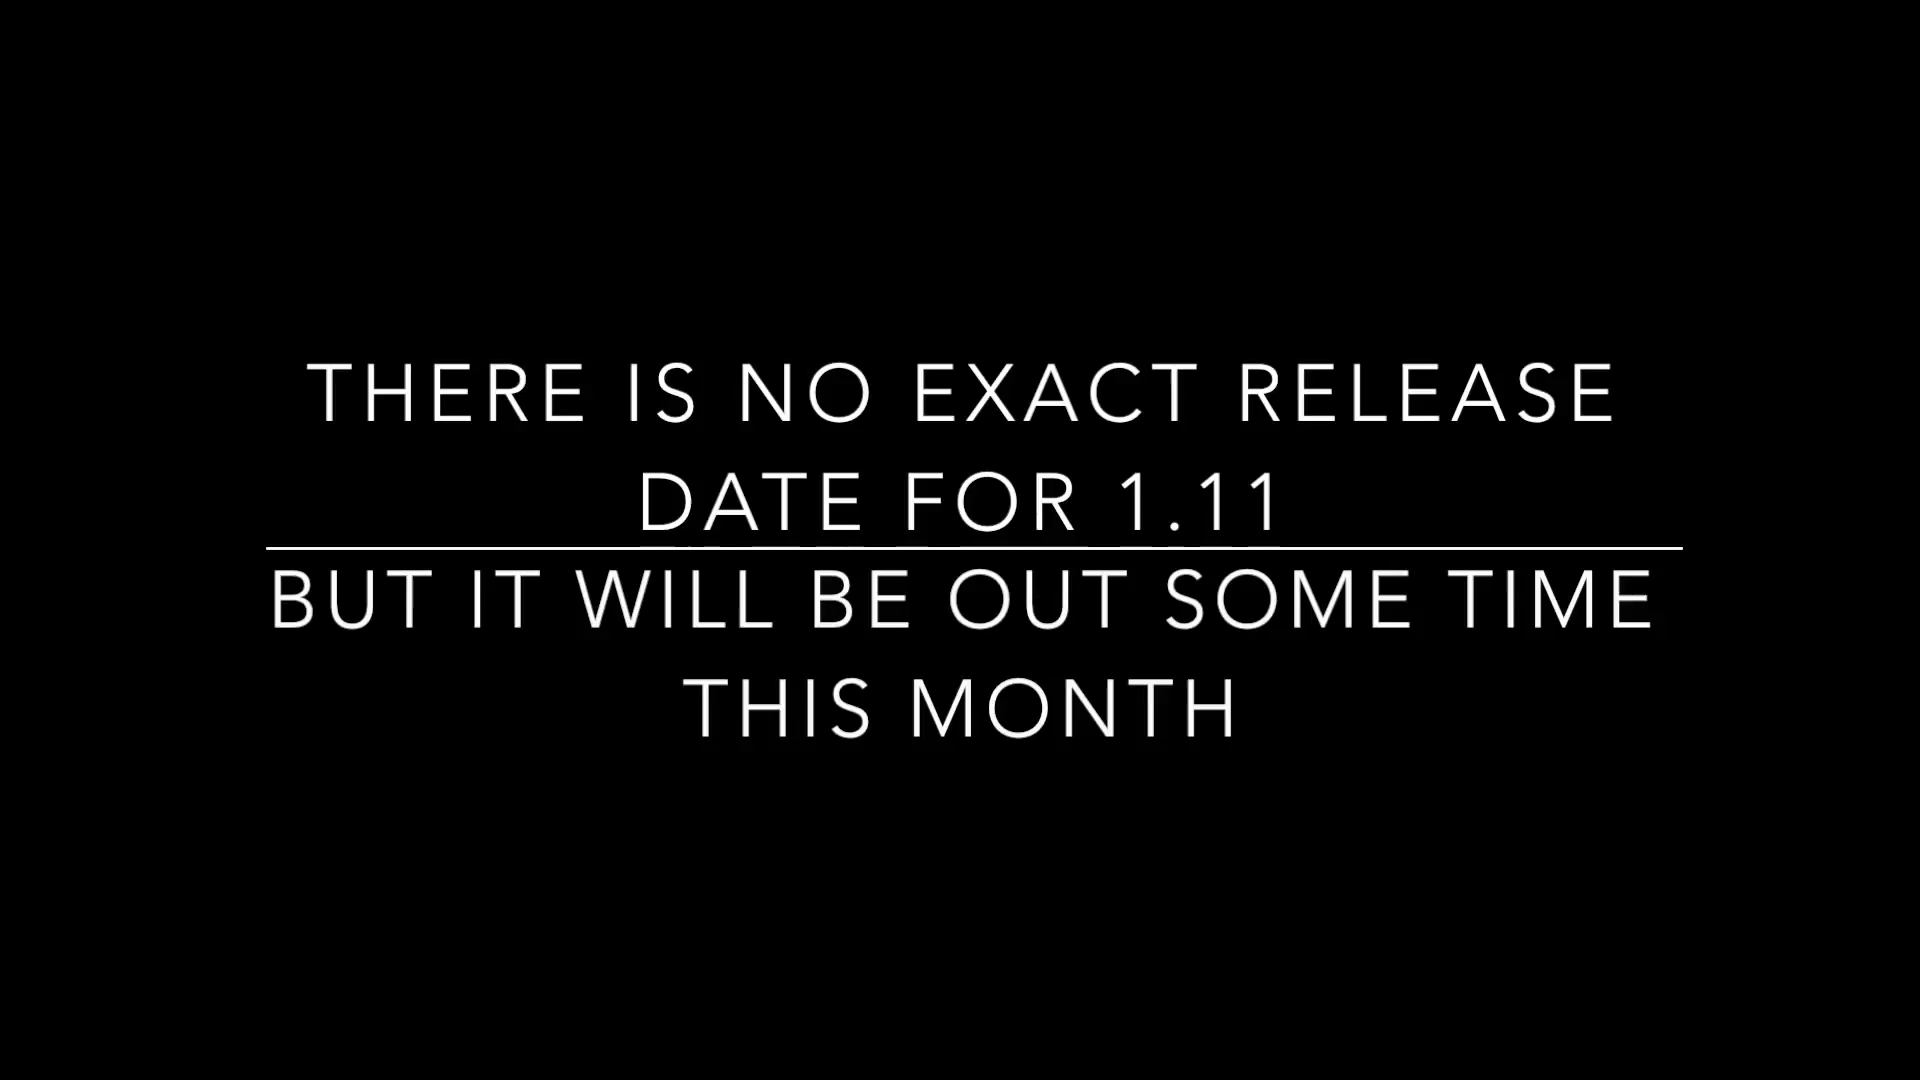 THERE IS NO EXACT RELEASE
DATE FOR 1.11
BUT IT WILL BE OUT SOME TIME
THIS MONTH